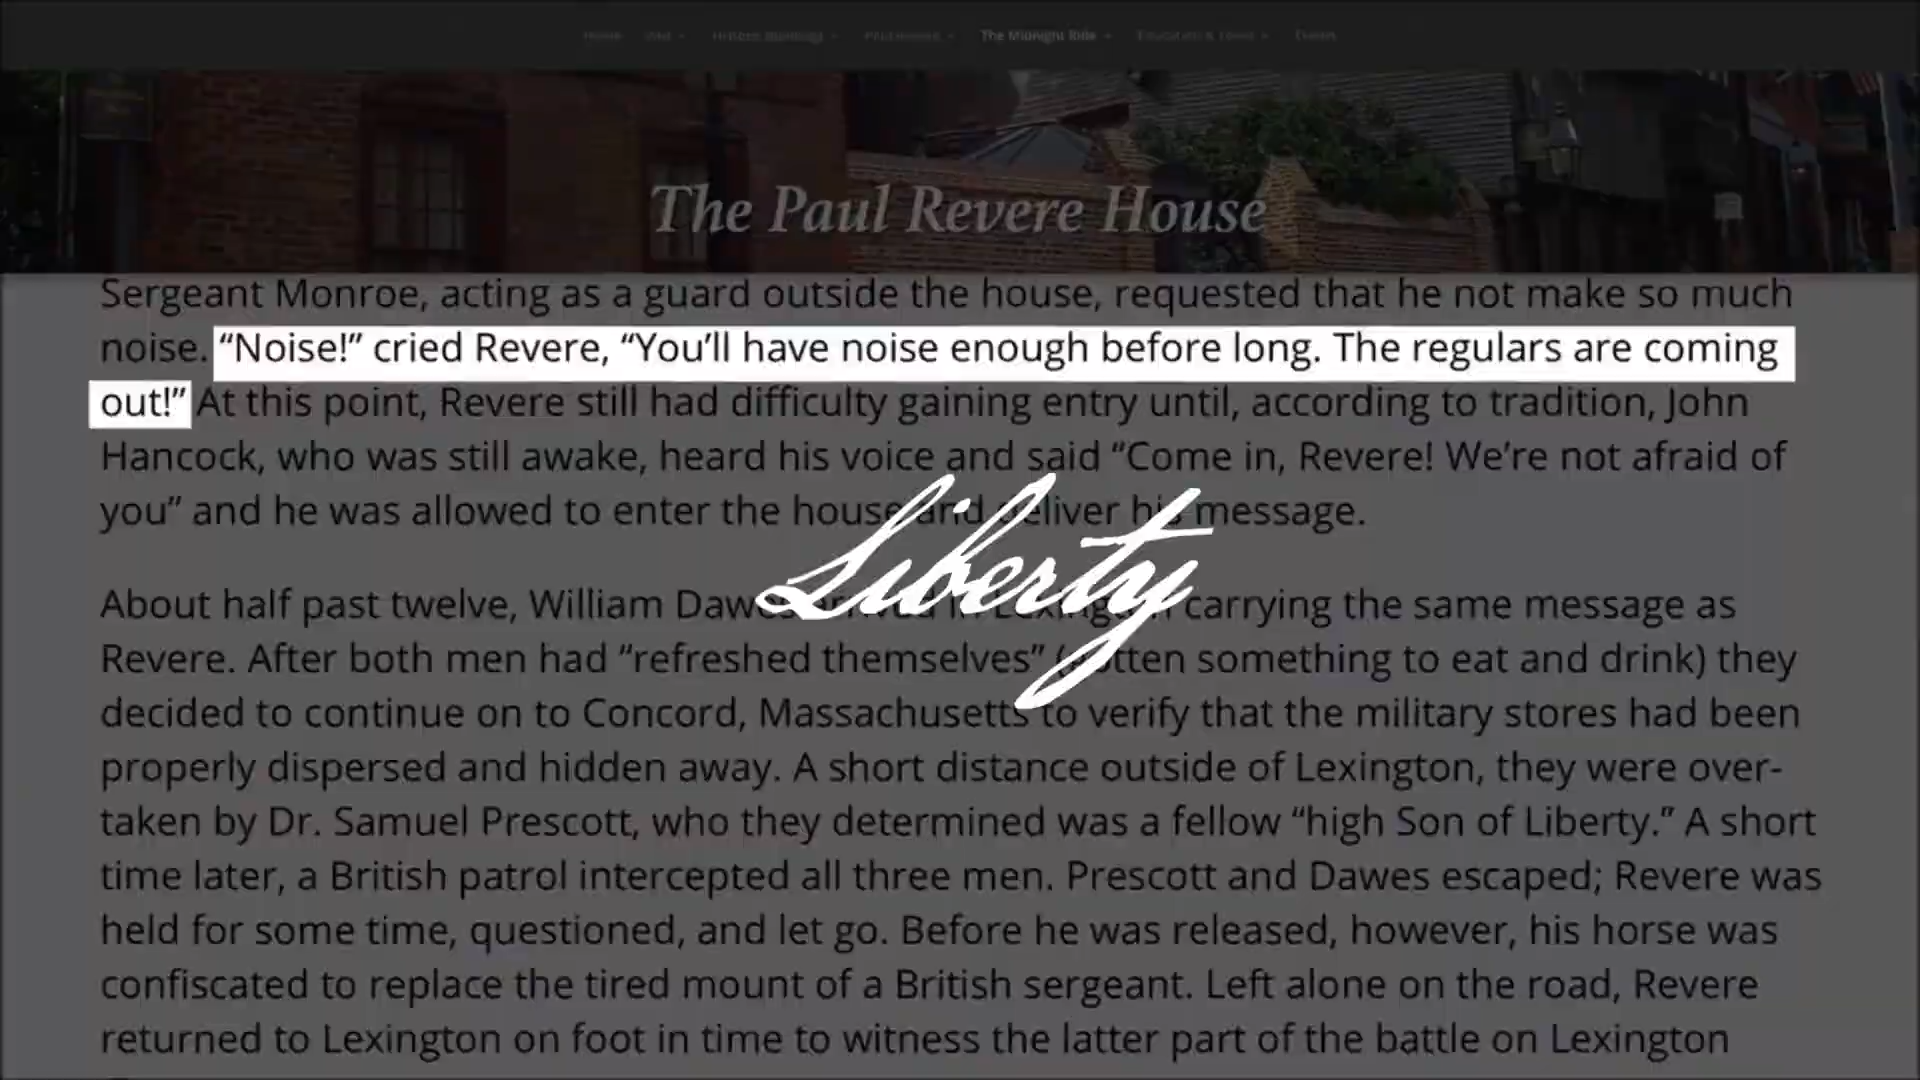 The Midnight Ride
The Paul Revere House
Sergeant Monroe, acting as a guard outside the house, requested that he not make so much
noise. “Noise!” cried Revere, “You’ll have noise enough before long. The regulars are coming
out!” At this point, Revere still had difficulty gaining entry until, according to tradition, John
Hancock, who was still awake, heard his voice and said “Come in, Revere! We’re not afraid of
you” and he was allowed to enter the house and deliver his message.
Liberty
About half past twelve, William Dawes arrived in Lexington carrying the same message as
Revere. After both men had “refreshed themselves” (gotten something to eat and drink) they
decided to continue on to Concord, Massachusetts to verify that the military stores had been
properly dispersed and hidden away. A short distance outside of Lexington, they were over-
taken by Dr. Samuel Prescott, who they determined was a fellow “high Son of Liberty.” A short
time later, a British patrol intercepted all three men. Prescott and Dawes escaped; Revere was
held for some time, questioned, and let go. Before he was released, however, his horse was
confiscated to replace the tired mount of a British sergeant. Left alone on the road, Revere
returned to Lexington on foot in time to witness the latter part of the battle on Lexington